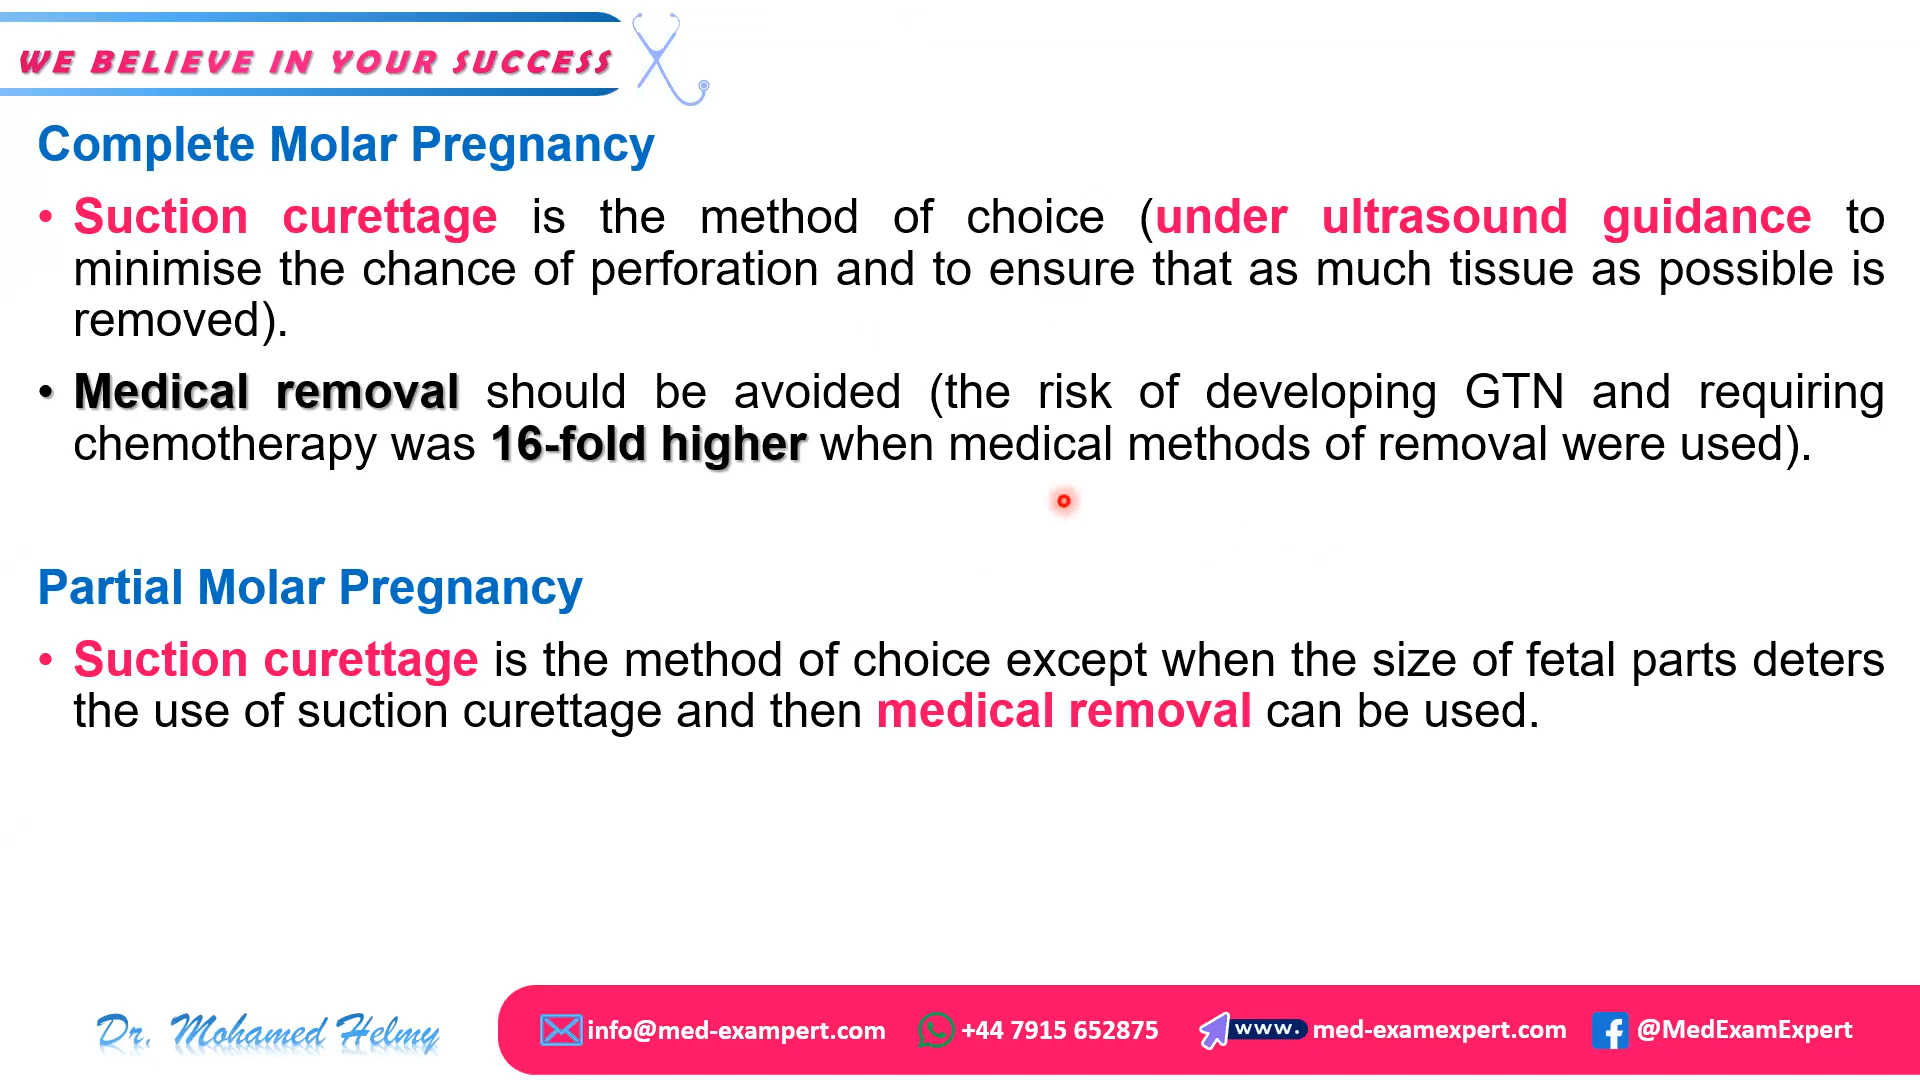 WE BELIEVE IN YOUR SUCCESS
Complete Molar Pregnancy
• Suction curettage is the method of choice (under ultrasound guidance to
minimise the chance of perforation and to ensure that as much tissue as possible is
removed).
• Medical removal should be avoided (the risk of developing GTN and requiring
chemotherapy was 16-fold higher when medical methods of removal were used).
Partial Molar Pregnancy
• Suction curettage is the method of choice except when the size of fetal parts deters
the use of suction curettage and then medical removal can be used.
Dr. Mohamed Helmy
info@med-exampert.com +44 7915 652875 www. med-examexpert.com @MedExamExpert